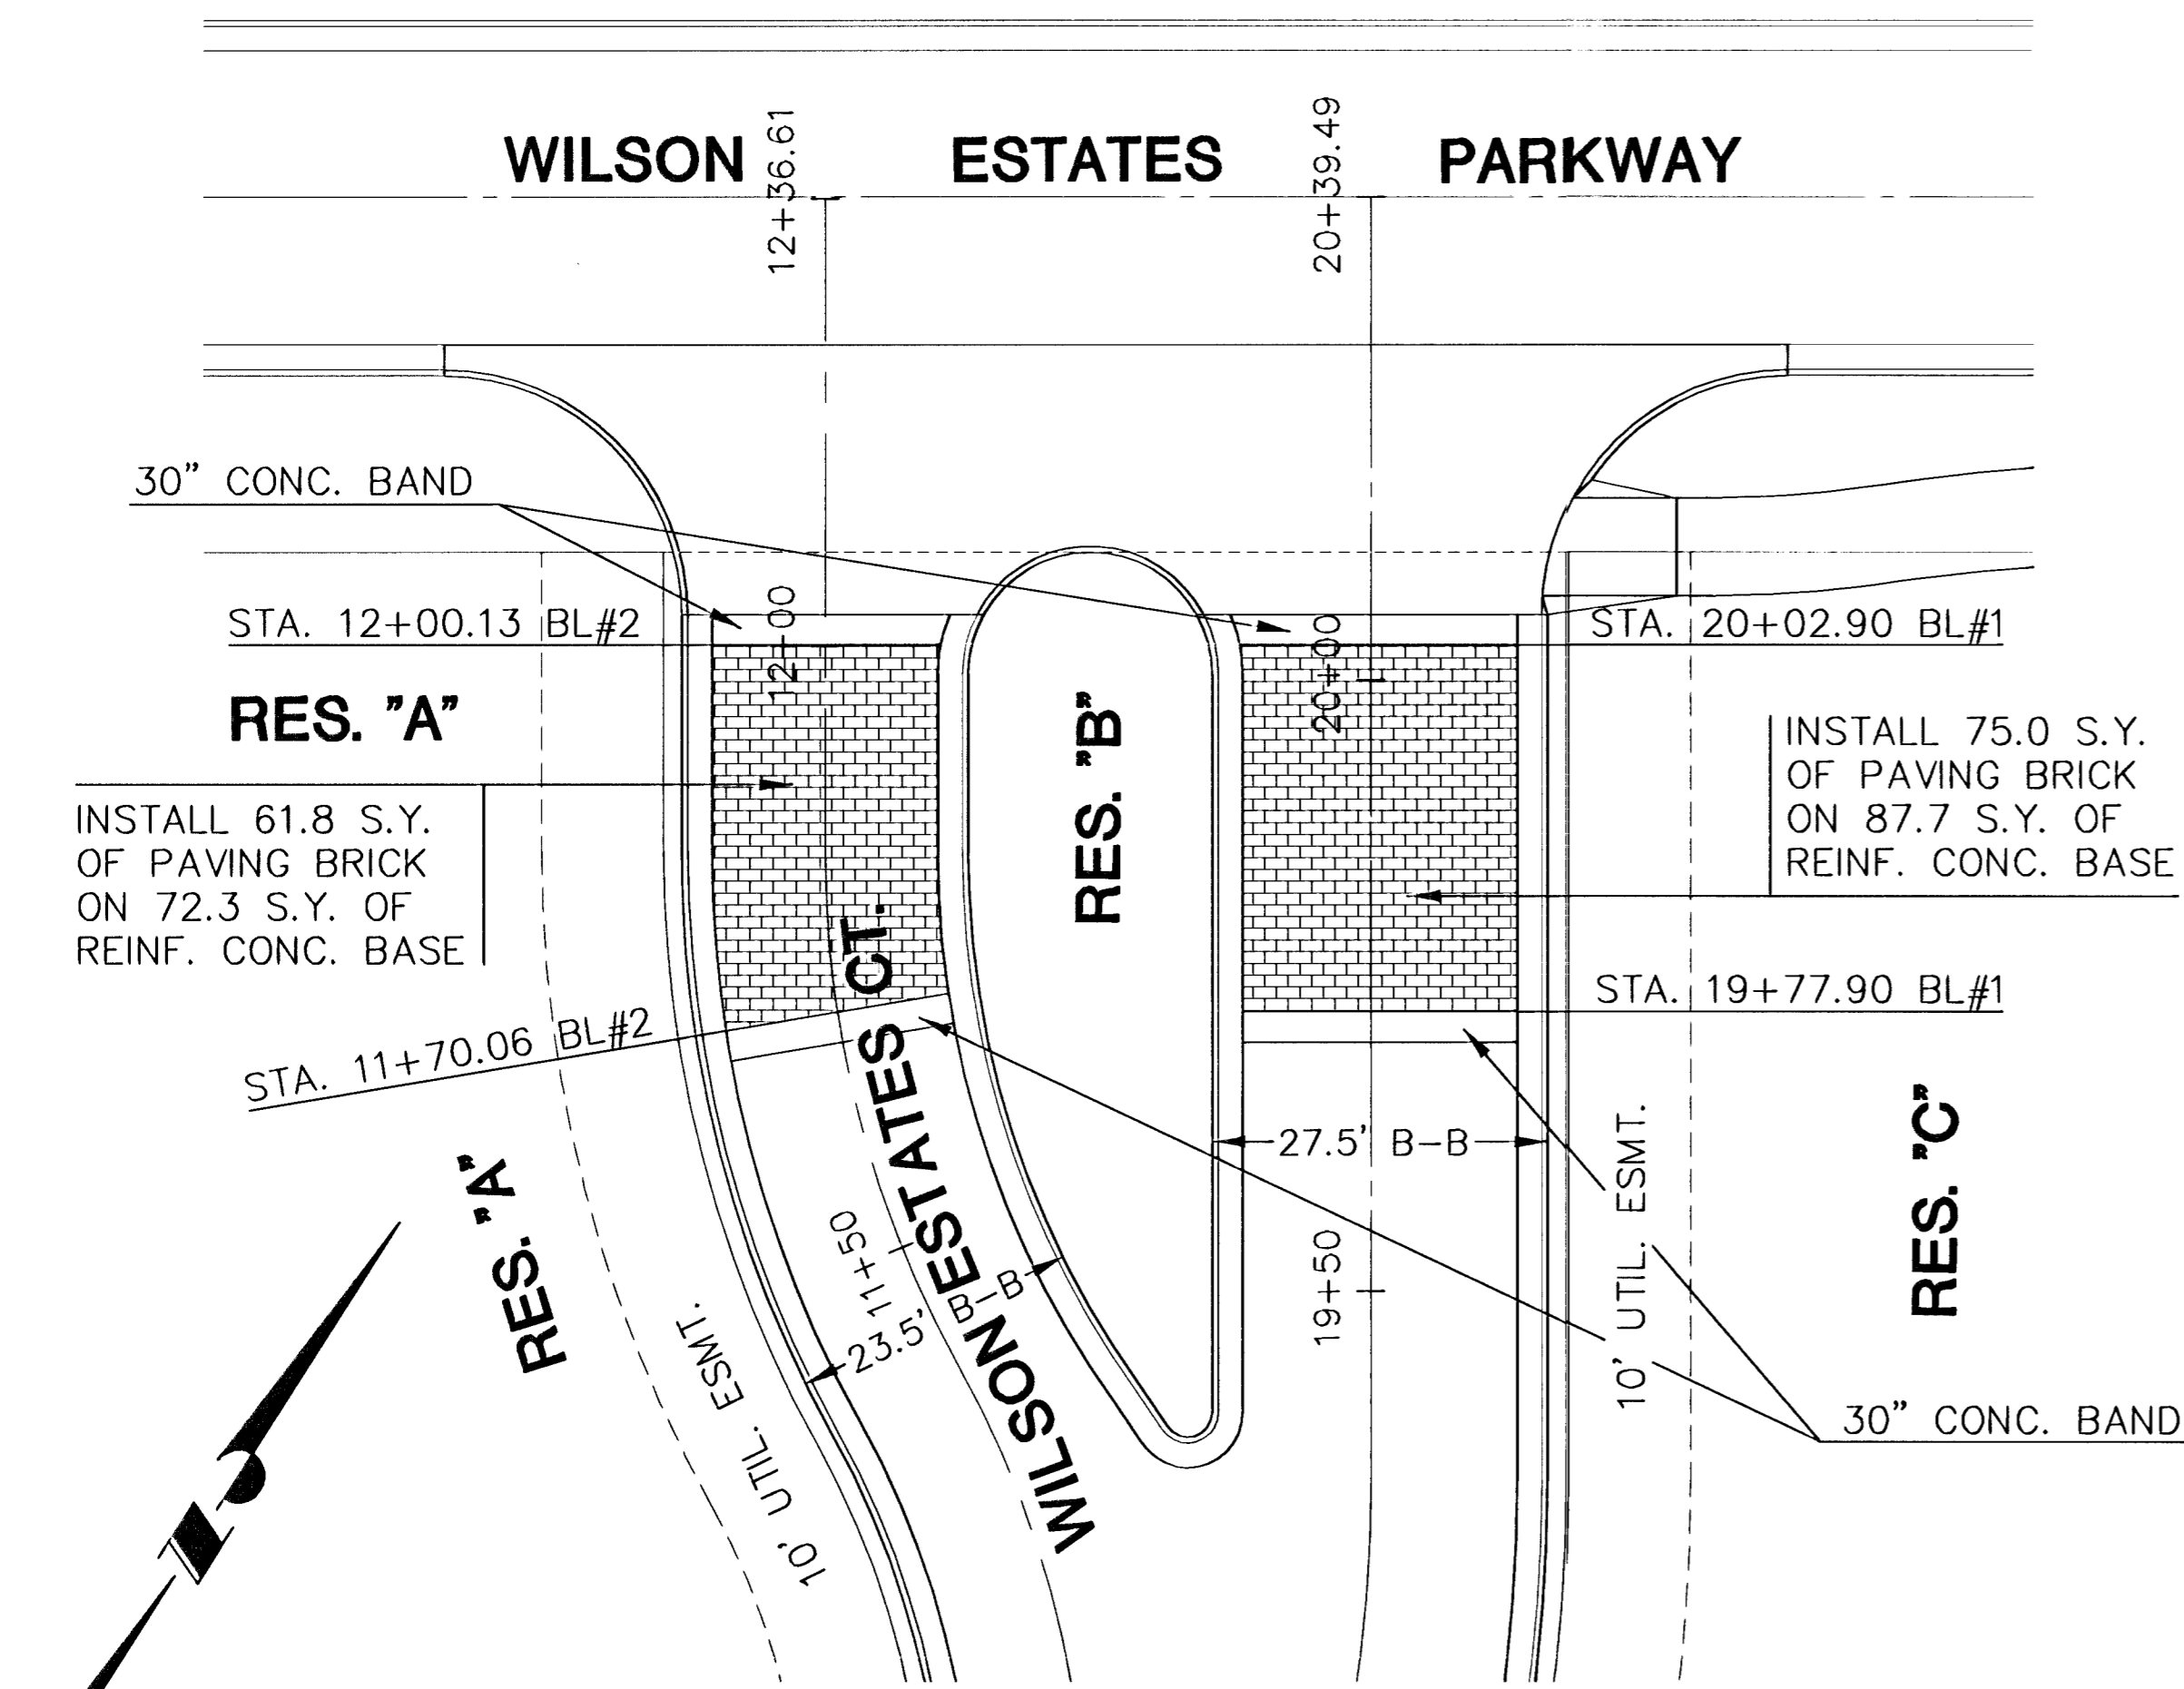 WILSON ESTATES PARKWAY
12+36.61
20+39.49
30” CONC. BAND
STA. 12+00.13 BL#2
12+00
20+00
STA. 20+02.90 BL#1
RES. ”A”
RES. "B"
INSTALL 75.0 S.Y.
OF PAVING BRICK
ON 87.7 S.Y. OF
REINF. CONC. BASE
INSTALL 61.8 S.Y.
OF PAVING BRICK
ON 72.3 S.Y. OF
REINF. CONC. BASE
STA. 19+77.90 BL#1
STA. 11+70.06 BL#2
WILSON ESTATES CT.
27.5' B–B
RES. "A"
RES. "C"
11+50
23.5' B–B
19+50
10' UTIL. ESMT.
10' UTIL. ESMT.
30” CONC. BAND